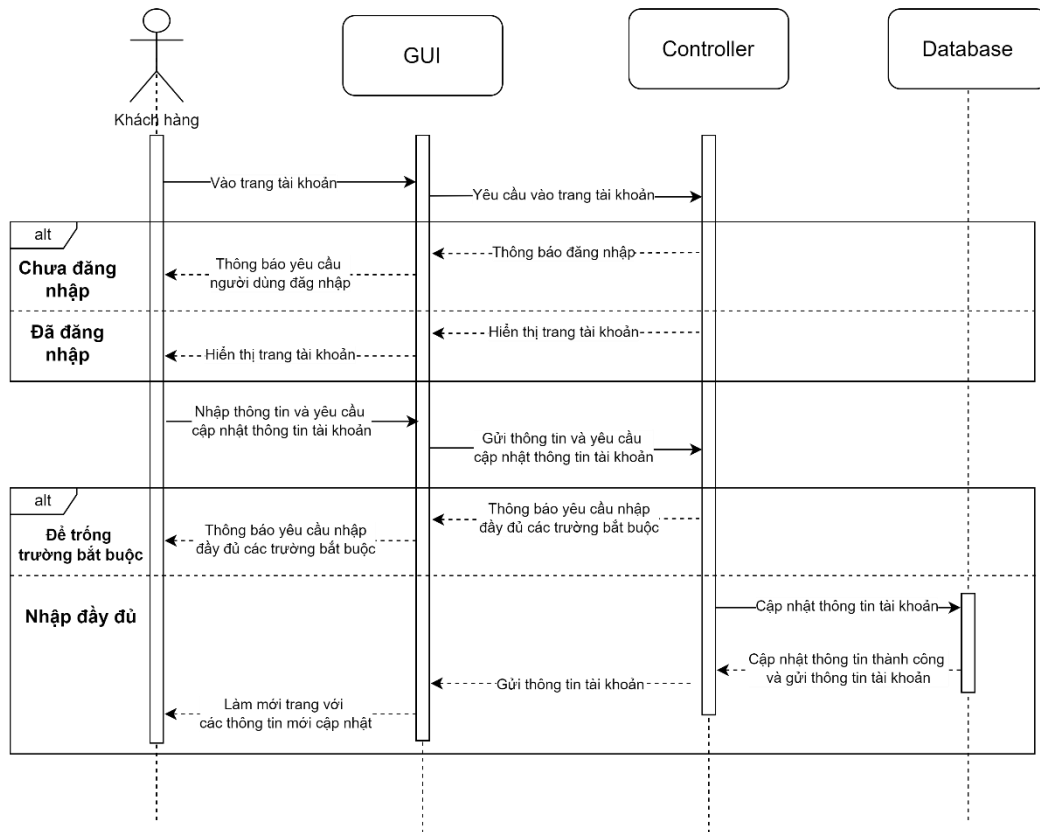 GUI
Controller
Database
Khách hàng
Vào trang tài khoản
Yêu cầu vào trang tài khoản
alt
Chưa đăng
nhập
Thông báo đăng nhập
Thông báo yêu cầu
người dùng đăg nhập
Đã đăng
nhập
Hiển thị trang tài khoản
Hiển thị trang tài khoản
Nhập thông tin và yêu cầu
cập nhật thông tin tài khoản
Gửi thông tin và yêu cầu
cập nhật thông tin tài khoản
alt
Để trống
trường bắt buộc
Thông báo yêu cầu nhập
đầy đủ các trường bắt buộc
Thông báo yêu cầu nhập
đầy đủ các trường bắt buộc
Nhập đầy đủ
Cập nhật thông tin tài khoản
Cập nhật thông tin thành công
và gửi thông tin tài khoản
Gửi thông tin tài khoản
Làm mới trang với
các thông tin mới cập nhật